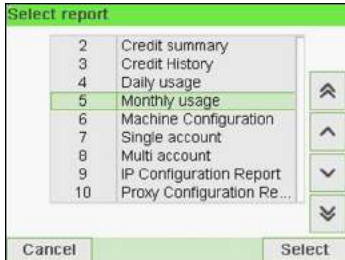 Select report
2 Credit summary
3 Credit History
4 Daily usage
5 Monthly usage
6 Machine Configuration
7 Single account
8 Multi account
9 IP Configuration Report
10 Proxy Configuration Re...
Cancel Select